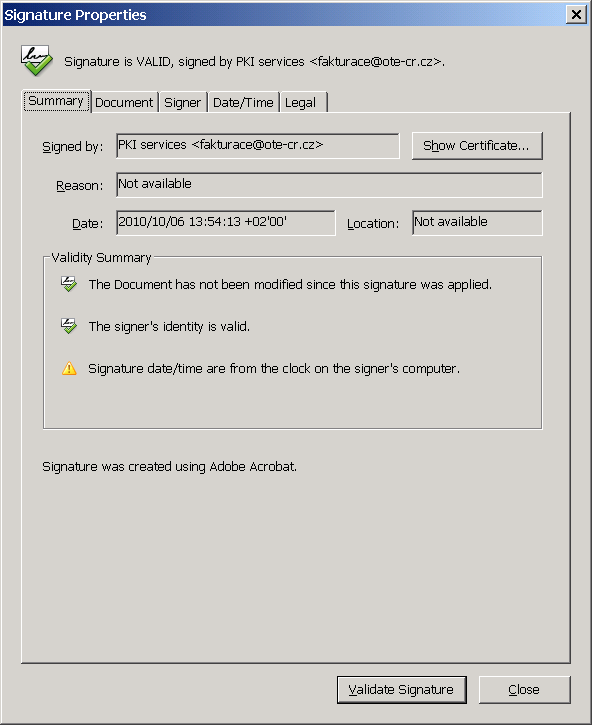 Signature Properties
Signature is VALID, signed by PKI services <fakturace@ote-cr.cz>.
Summary Document Signer Date/Time Legal
Signed by: PKI services <fakturace@ote-cr.cz> Show Certificate...
Reason: Not available
Date: 2010/10/06 13:54:13 +02'00' Location: Not available
Validity Summary
The Document has not been modified since this signature was applied.
The signer's identity is valid.
Signature date/time are from the clock on the signer's computer.
Signature was created using Adobe Acrobat.
Validate Signature Close